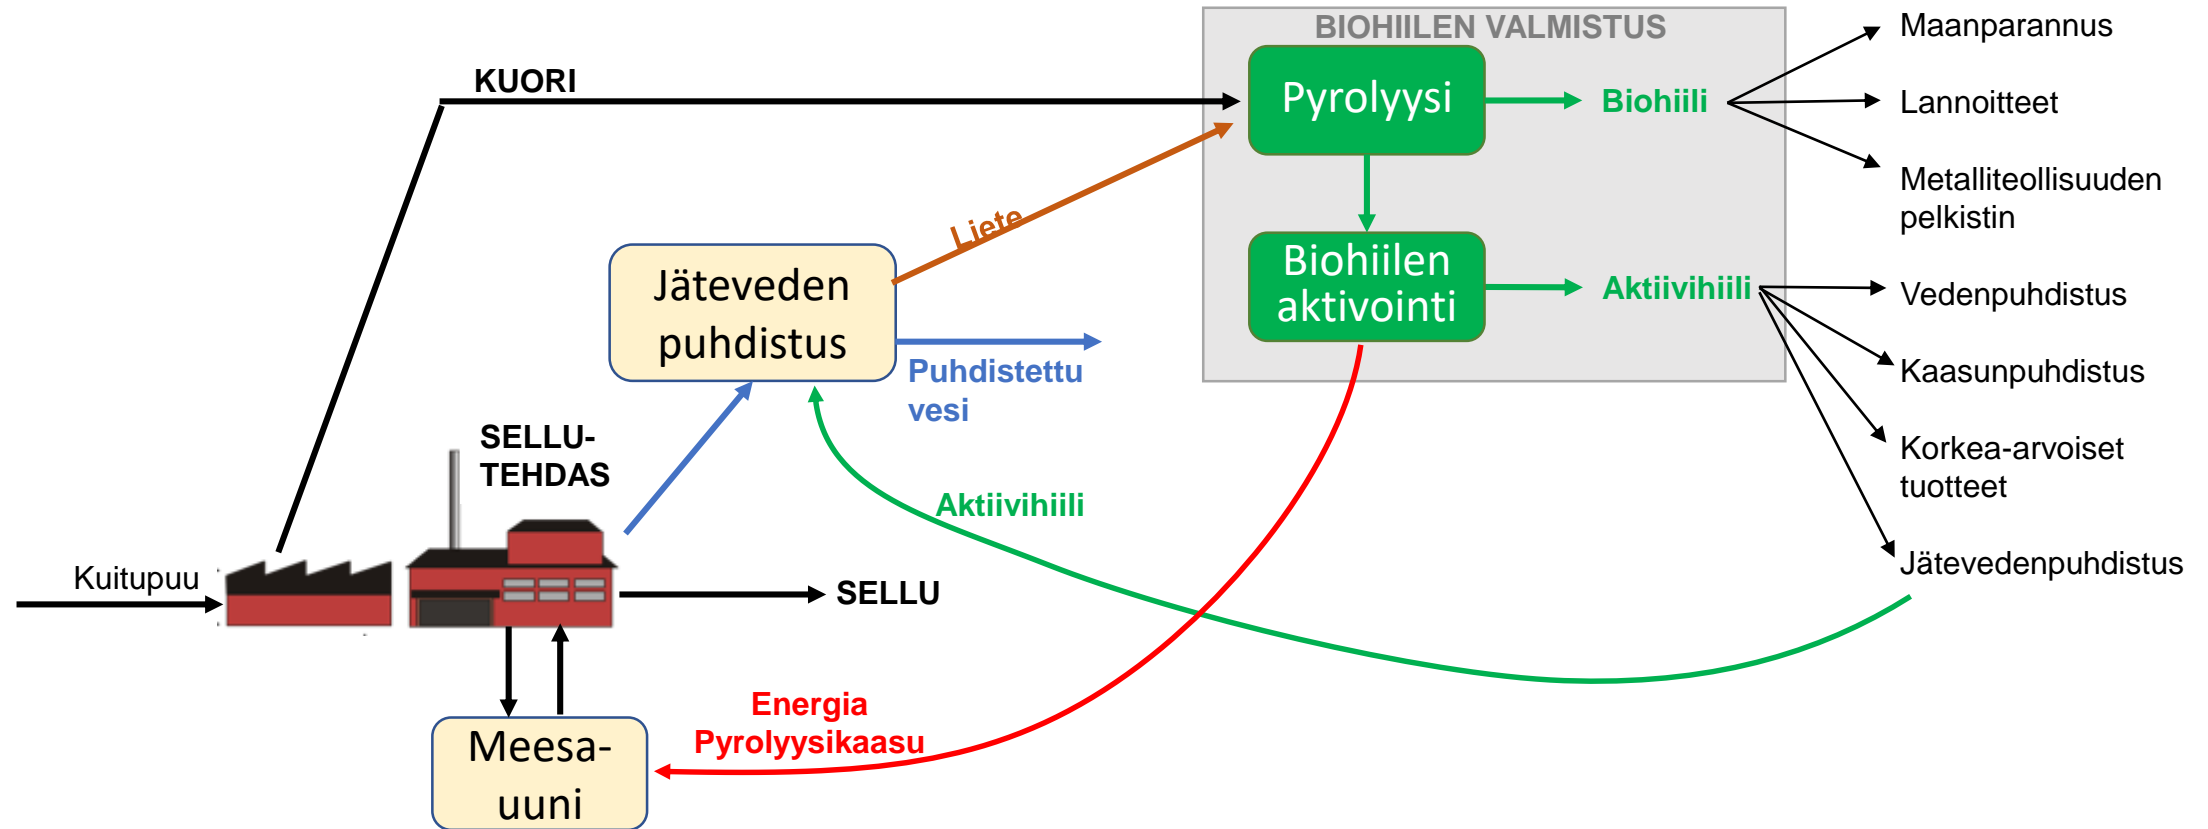 BIOHIILEN VALMISTUS
Maanparannus
KUORI
Pyrolyysi
Biohiili
Lannoitteet
Metalliteollisuuden
pelkistin
Liete
Jäteveden
puhdistus
Biohiilen
aktivointi
Aktiivihiili
Vedenpuhdistus
Puhdistettu
vesi
Kaasunpuhdistus
SELLU-
TEHDAS
Korkea-arvoiset
tuotteet
Aktiivihiili
Kuitupuu
SELLU
Jätevedenpuhdistus
Energia
Pyrolyysikaasu
Meesa-
uuni